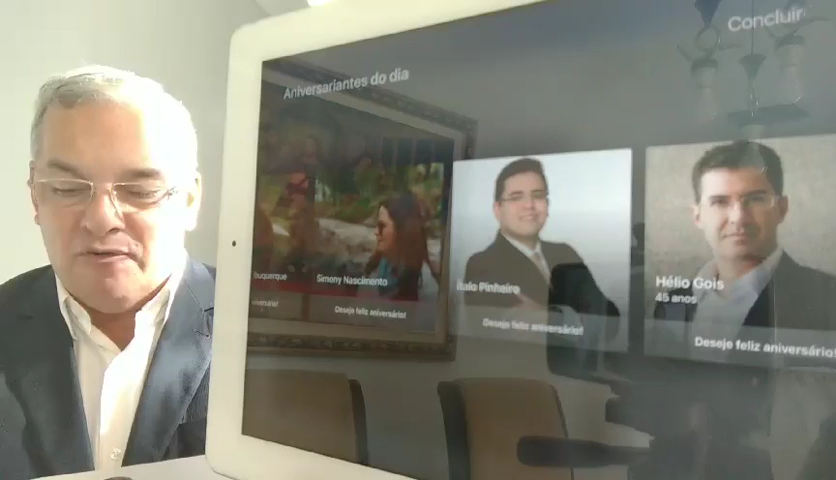 Concluir
Aniversariantes do dia
buquerque
Simony Nascimento
Deseje feliz aniversário!
Ítalo Pinheiro
Deseje feliz aniversário!
Hélio Gois
45 anos
Deseje feliz aniversário!